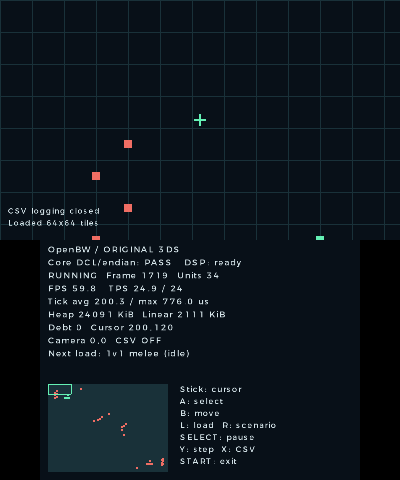 CSV logging closed
Loaded 64x64 tiles
OpenBW / ORIGINAL 3DS
Core DCL/endian: PASS DSP: ready
RUNNING Frame 1719 Units 34
FPS 59.8 TPS 24.9 / 24
Tick avg 200.3 / max 776.0 us
Heap 24091 KiB Linear 2111 KiB
Debt 0 Cursor 200,120
Camera 0,0 CSV OFF
Next load: 1v1 melee (idle)
Stick: cursor
A: select
B: move
L: load R: scenario
SELECT: pause
Y: step X: CSV
START: exit